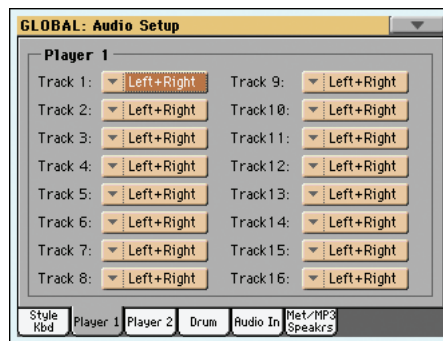 GLOBAL: Audio Setup
Player 1
Track 1: Left+Right Track 9: Left+Right
Track 2: Left+Right Track10: Left+Right
Track 3: Left+Right Track11: Left+Right
Track 4: Left+Right Track12: Left+Right
Track 5: Left+Right Track13: Left+Right
Track 6: Left+Right Track14: Left+Right
Track 7: Left+Right Track15: Left+Right
Track 8: Left+Right Track16: Left+Right
Style Kbd Player 1 Player 2 Drum Audio In Met/MP3 Speakrs